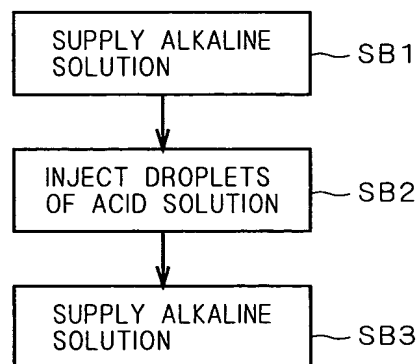 SUPPLY ALKALINE
SOLUTION
SB1
INJECT DROPLETS
OF ACID SOLUTION
SB2
SUPPLY ALKALINE
SOLUTION
SB3